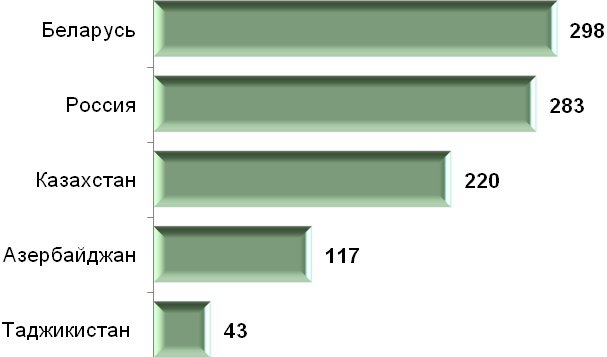 Беларусь 298
Россия 283
Казахстан 220
Азербайджан 117
Таджикистан 43